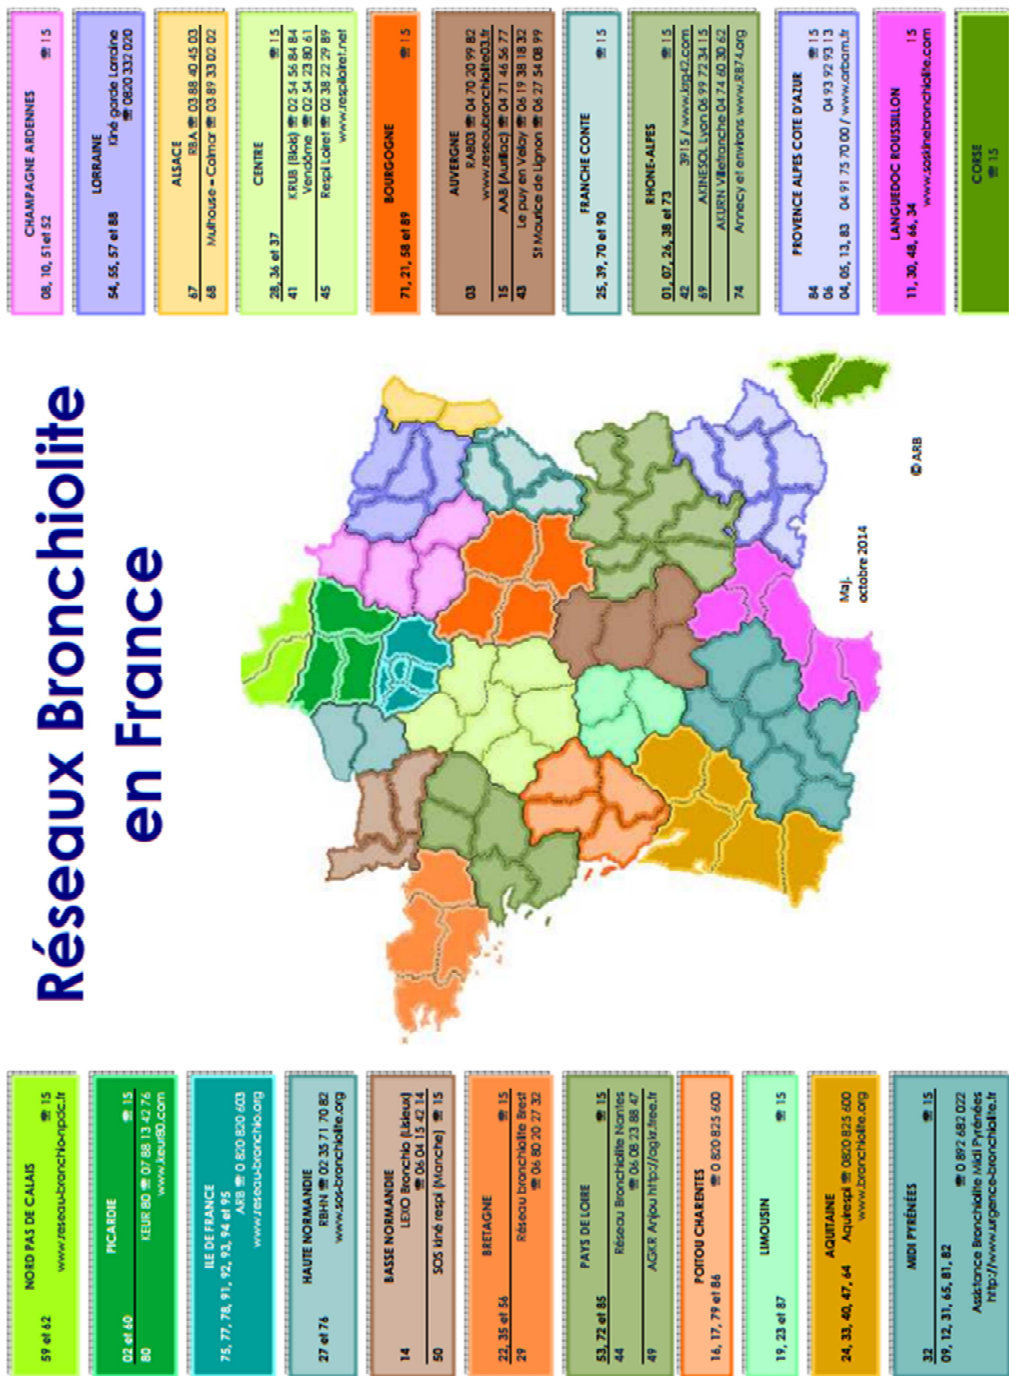 Réseaux Bronchiolite
en France
NORD PAS DE CALAIS
59 et 62 ☎ 15
www.reseau-bronchio-npdc.fr
PICARDIE
02 et 60 ☎ 15
80 KEUR 80 ☎ 07 88 13 42 76
www.keur80.com
ILE DE FRANCE
75, 77, 78, 91, 92, 93, 94 et 95
ARB ☎ 0 820 820 603
www.reseau-bronchio.org
HAUTE NORMANDIE
27 et 76 RBHN ☎ 02 35 71 70 82
www.sos-bronchiolite.org
BASSE NORMANDIE
14 LEXO Bronchio (Lisieux)
☎ 06 04 15 42 14
50 SOS kiné respi (Manche) ☎ 15
BRETAGNE
22, 35 et 56 ☎ 15
29 Réseau bronchiolite Brest
☎ 06 80 20 27 32
PAYS DE LOIRE
53, 72 et 85 ☎ 15
44 Réseau Bronchiolite Nantes
☎ 06 08 23 88 47
49 AGKR Anjou http://agkr.free.fr
POITOU CHARENTES
16, 17, 79 et 86 ☎ 0 820 825 600
LIMOUSIN
19, 23 et 87 ☎ 15
AQUITAINE
24, 33, 40, 47, 64 Aquirespi ☎ 0820 825 600
www.bronchiolite.org
MIDI PYRÉNÉES
32 ☎ 15
09, 12, 31, 65, 81, 82
☎ 0 892 682 022
Assistance Bronchiolite Midi Pyrénées
http://www.urgence-bronchiolite.fr
Maj.
octobre 2014
© ARB
CHAMPAGNE ARDENNES
08, 10, 51et 52 ☎ 15
LORRAINE
54, 55, 57 et 88 Kiné garde Lorraine
☎ 0820 332 020
ALSACE
67 RBA ☎ 03 88 40 45 03
68 Mulhouse – Colmar ☎ 03 89 33 02 02
CENTRE
28, 36 et 37 ☎ 15
41 KRUB (Blois) ☎ 02 54 56 84 84
Vendôme ☎ 02 54 23 80 61
45 Respi Loiret ☎ 02 38 22 29 89
www.respiloiret.net
BOURGOGNE
71, 21, 58 et 89 ☎ 15
AUVERGNE
03 RAB03 ☎ 04 70 20 99 82
www.reseaubronchiolite03.fr
15 AAB (Aurillac) ☎ 04 71 46 56 77
43 Le puy en Velay ☎ 06 19 38 18 32
St Maurice de Lignon ☎ 06 27 54 08 99
FRANCHE CONTE
25, 39, 70 et 90 ☎ 15
RHONE-ALPES
01, 07, 26, 38 et 73 ☎ 15
42 3915 / www.krg42.com
69 AKINESOL Lyon 06 99 72 34 15
AKURN Villefranche 04 74 60 30 62
74 Annecy et environs www.RB74.org
PROVENCE ALPES COTE D'AZUR
84 ☎ 15
06 04 93 92 93 13
04, 05, 13, 83 04 91 75 70 00 / www.arbam.fr
LANGUEDOC ROUSSILLON
11, 30, 48, 66, 34 15
www.soskinebronchiolite.com
CORSE
☎ 15